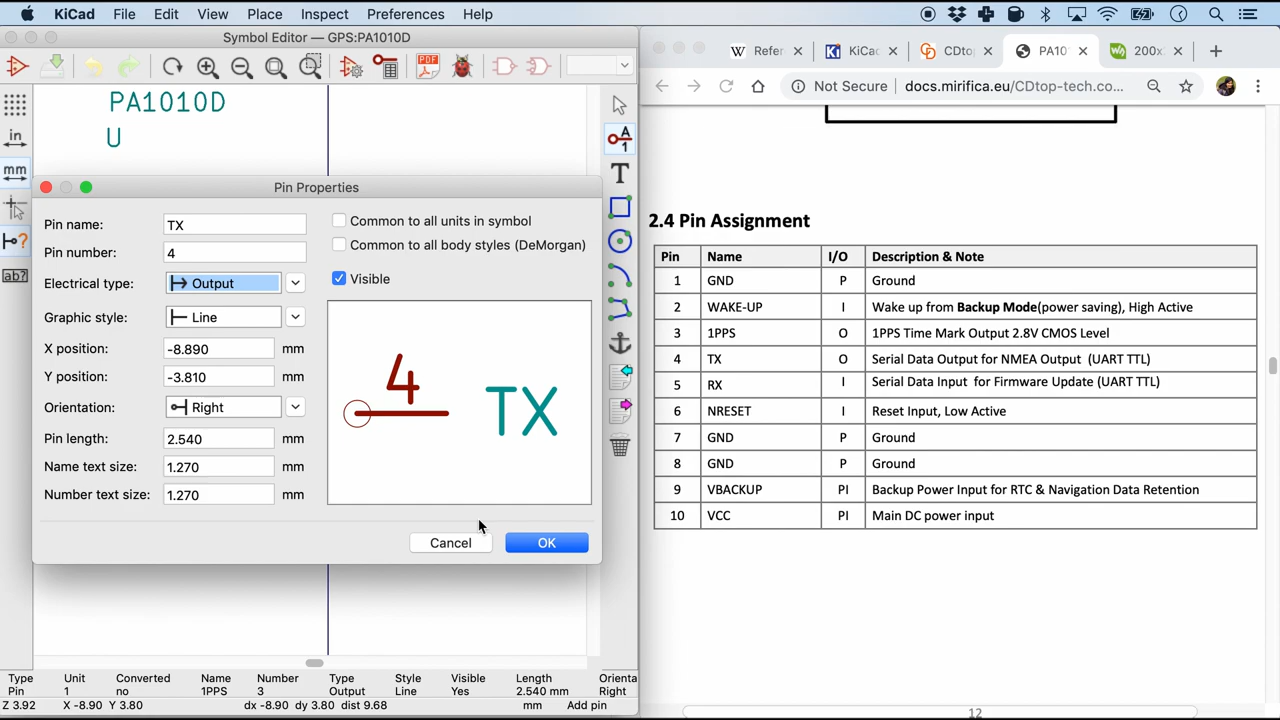 KiCad File Edit View Place Inspect Preferences Help
Symbol Editor — GPS:PA1010D
PDF
in
mm
ab?
A
1
T
PA1010D
U
Pin Properties
Pin name: TX
Pin number: 4
Electrical type: Output
Graphic style: Line
X position: -8.890 mm
Y position: -3.810 mm
Orientation: Right
Pin length: 2.540 mm
Name text size: 1.270 mm
Number text size: 1.270 mm
Common to all units in symbol
Common to all body styles (DeMorgan)
Visible
4
TX
Cancel OK
Type Unit Converted Name Number Type Style Visible Length Orienta
Pin 1 no 1PPS 3 Output Line Yes 2.540 mm Right
Z 3.92 X -8.90 Y 3.80 dx -8.90 dy 3.80 dist 9.68 mm Add pin
Refer KiCa CDto PA10 200x
Not Secure docs.mirifica.eu/CDtop-tech.co...
2.4 Pin Assignment
Pin Name I/O Description & Note
1 GND P Ground
2 WAKE-UP I Wake up from Backup Mode(power saving), High Active
3 1PPS O 1PPS Time Mark Output 2.8V CMOS Level
4 TX O Serial Data Output for NMEA Output (UART TTL)
5 RX I Serial Data Input for Firmware Update (UART TTL)
6 NRESET I Reset Input, Low Active
7 GND P Ground
8 GND P Ground
9 VBACKUP PI Backup Power Input for RTC & Navigation Data Retention
10 VCC PI Main DC power input
12